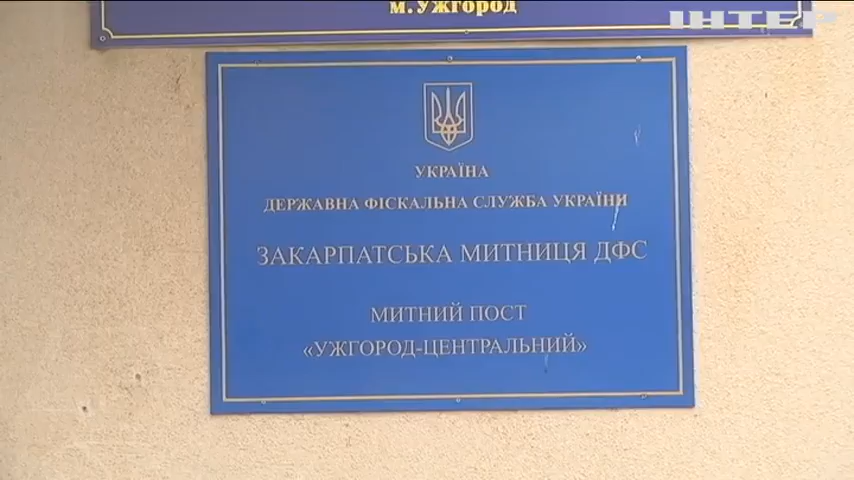 м.Ужгород
ІНТЕР
УКРАЇНА
ДЕРЖАВНА ФІСКАЛЬНА СЛУЖБА УКРАЇНИ
ЗАКАРПАТСЬКА МИТНИЦЯ ДФС
МИТНИЙ ПОСТ
«УЖГОРОД-ЦЕНТРАЛЬНИЙ»